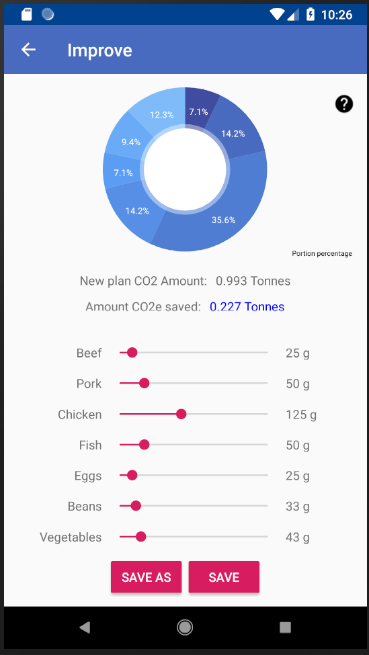 10:26
Improve
?
12.3%
7.1%
14.2%
9.4%
7.1%
14.2%
35.6%
Portion percentage
New plan CO2 Amount: 0.993 Tonnes
Amount CO2e saved: 0.227 Tonnes
Beef 25 g
Pork 50 g
Chicken 125 g
Fish 50 g
Eggs 25 g
Beans 33 g
Vegetables 43 g
SAVE AS SAVE